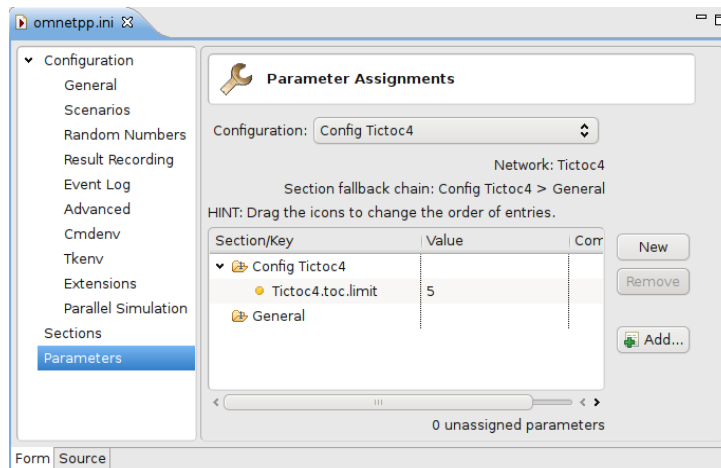 omnetpp.ini
Configuration
General
Scenarios
Random Numbers
Result Recording
Event Log
Advanced
Cmdenv
Tkenv
Extensions
Parallel Simulation
Sections
Parameters
Parameter Assignments
Configuration: Config Tictoc4
Network: Tictoc4
Section fallback chain: Config Tictoc4 > General
HINT: Drag the icons to change the order of entries.
Section/Key Value Com
Config Tictoc4
Tictoc4.toc.limit 5
General
New
Remove
Add...
0 unassigned parameters
Form Source